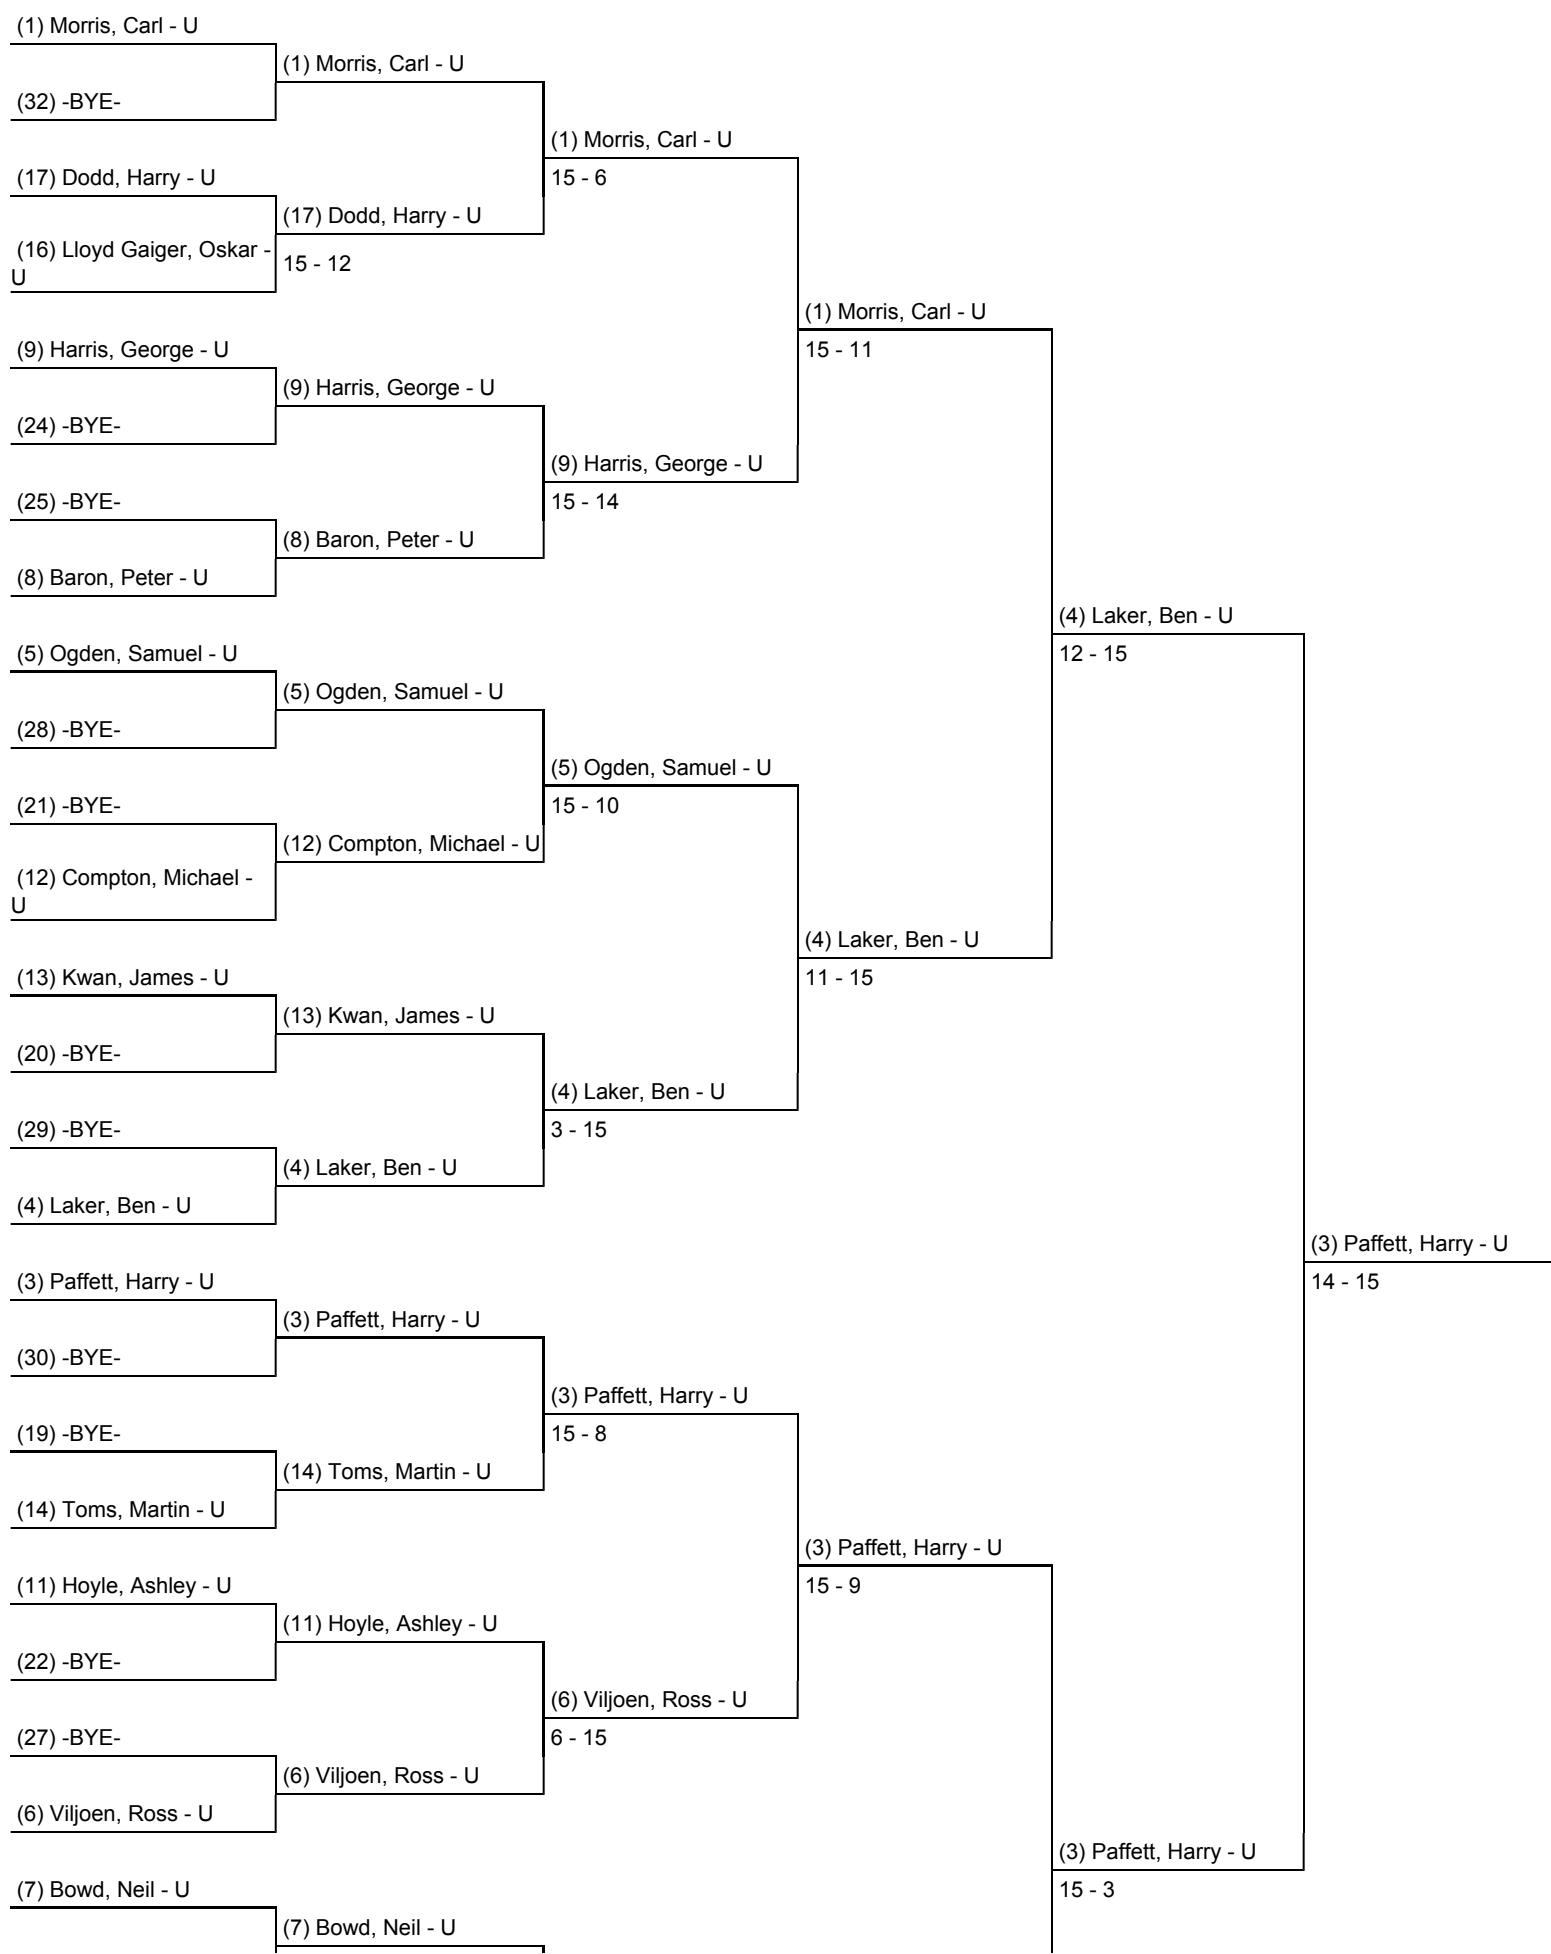 (1) Morris, Carl - U
(1) Morris, Carl - U
(32) -BYE-
(1) Morris, Carl - U
(17) Dodd, Harry - U
15 - 6
(17) Dodd, Harry - U
(16) Lloyd Gaiger, Oskar -
U
15 - 12
(1) Morris, Carl - U
(9) Harris, George - U
15 - 11
(9) Harris, George - U
(24) -BYE-
(9) Harris, George - U
(25) -BYE-
15 - 14
(8) Baron, Peter - U
(8) Baron, Peter - U
(4) Laker, Ben - U
(5) Ogden, Samuel - U
12 - 15
(5) Ogden, Samuel - U
(28) -BYE-
(5) Ogden, Samuel - U
(21) -BYE-
15 - 10
(12) Compton, Michael - U
(12) Compton, Michael -
U
(4) Laker, Ben - U
(13) Kwan, James - U
11 - 15
(13) Kwan, James - U
(20) -BYE-
(4) Laker, Ben - U
(29) -BYE-
3 - 15
(4) Laker, Ben - U
(4) Laker, Ben - U
(3) Paffett, Harry - U
(3) Paffett, Harry - U
14 - 15
(3) Paffett, Harry - U
(30) -BYE-
(3) Paffett, Harry - U
(19) -BYE-
15 - 8
(14) Toms, Martin - U
(14) Toms, Martin - U
(3) Paffett, Harry - U
(11) Hoyle, Ashley - U
15 - 9
(11) Hoyle, Ashley - U
(22) -BYE-
(6) Viljoen, Ross - U
(27) -BYE-
6 - 15
(6) Viljoen, Ross - U
(6) Viljoen, Ross - U
(3) Paffett, Harry - U
(7) Bowd, Neil - U
15 - 3
(7) Bowd, Neil - U